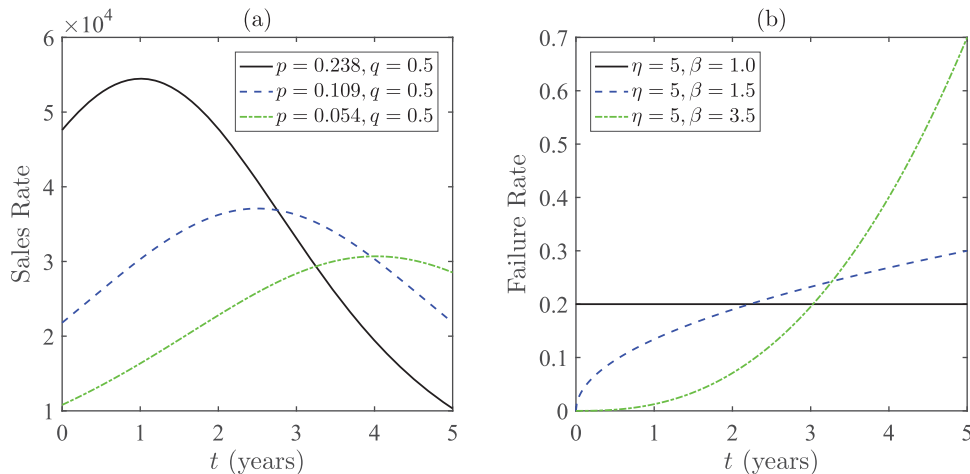 (a)
×10⁴
6
5
4
3
2
1
0
1
2
3
4
5
Sales Rate
t (years)
p = 0.238, q = 0.5
p = 0.109, q = 0.5
p = 0.054, q = 0.5
(b)
0.7
0.6
0.5
0.4
0.3
0.2
0.1
0
0
1
2
3
4
5
Failure Rate
t (years)
η = 5, β = 1.0
η = 5, β = 1.5
η = 5, β = 3.5